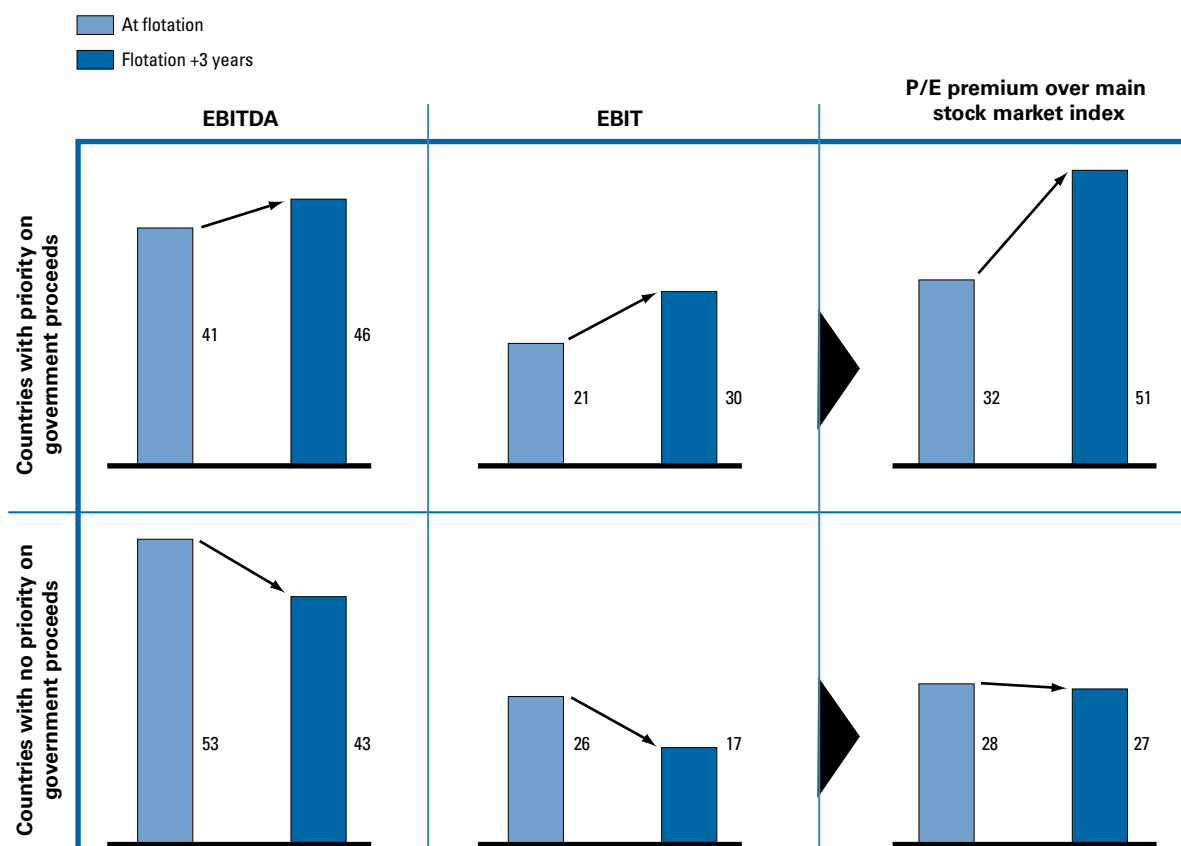 At flotation
Flotation +3 years
EBITDA
EBIT
P/E premium over main
stock market index
Countries with priority on
government proceeds
41
46
21
30
32
51
Countries with no priority on
government proceeds
53
43
26
17
28
27